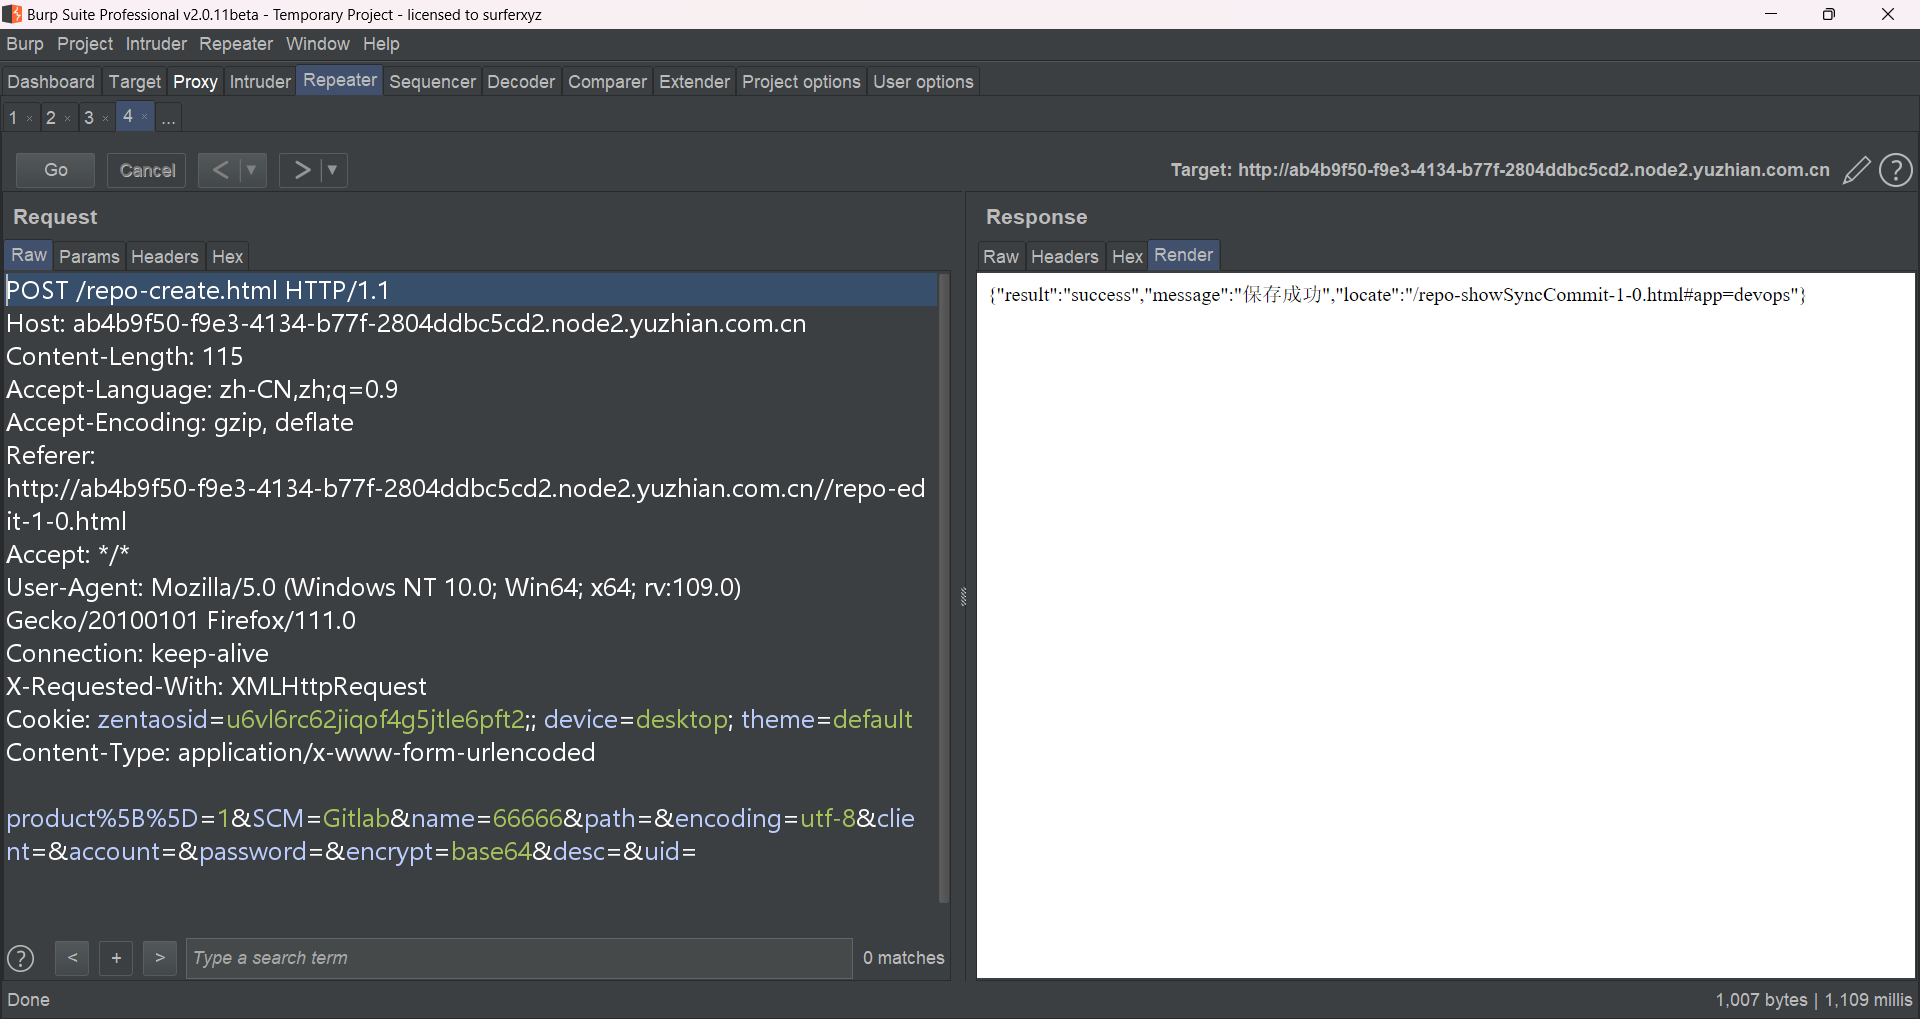 Burp Suite Professional v2.0.11beta - Temporary Project - licensed to surferxyz
Burp Project Intruder Repeater Window Help
Dashboard Target Proxy Intruder Repeater Sequencer Decoder Comparer Extender Project options User options
1 × 2 × 3 × 4 × ...
Go Cancel < ▼ > ▼
Target: http://ab4b9f50-f9e3-4134-b77f-2804ddbc5cd2.node2.yuzhian.com.cn ?
Request
Raw Params Headers Hex
POST /repo-create.html HTTP/1.1
Host: ab4b9f50-f9e3-4134-b77f-2804ddbc5cd2.node2.yuzhian.com.cn
Content-Length: 115
Accept-Language: zh-CN,zh;q=0.9
Accept-Encoding: gzip, deflate
Referer:
http://ab4b9f50-f9e3-4134-b77f-2804ddbc5cd2.node2.yuzhian.com.cn//repo-ed
it-1-0.html
Accept: */*
User-Agent: Mozilla/5.0 (Windows NT 10.0; Win64; x64; rv:109.0)
Gecko/20100101 Firefox/111.0
Connection: keep-alive
X-Requested-With: XMLHttpRequest
Cookie: zentaosid=u6vl6rc62jiqof4g5jtle6pft2;; device=desktop; theme=default
Content-Type: application/x-www-form-urlencoded
product%5B%5D=1&SCM=Gitlab&name=66666&path=&encoding=utf-8&clie
nt=&account=&password=&encrypt=base64&desc=&uid=
? < + > Type a search term 0 matches
Response
Raw Headers Hex Render
{"result":"success","message":"保存成功","locate":"/repo-showSyncCommit-1-0.html#app=devops"}
Done
1,007 bytes | 1,109 millis